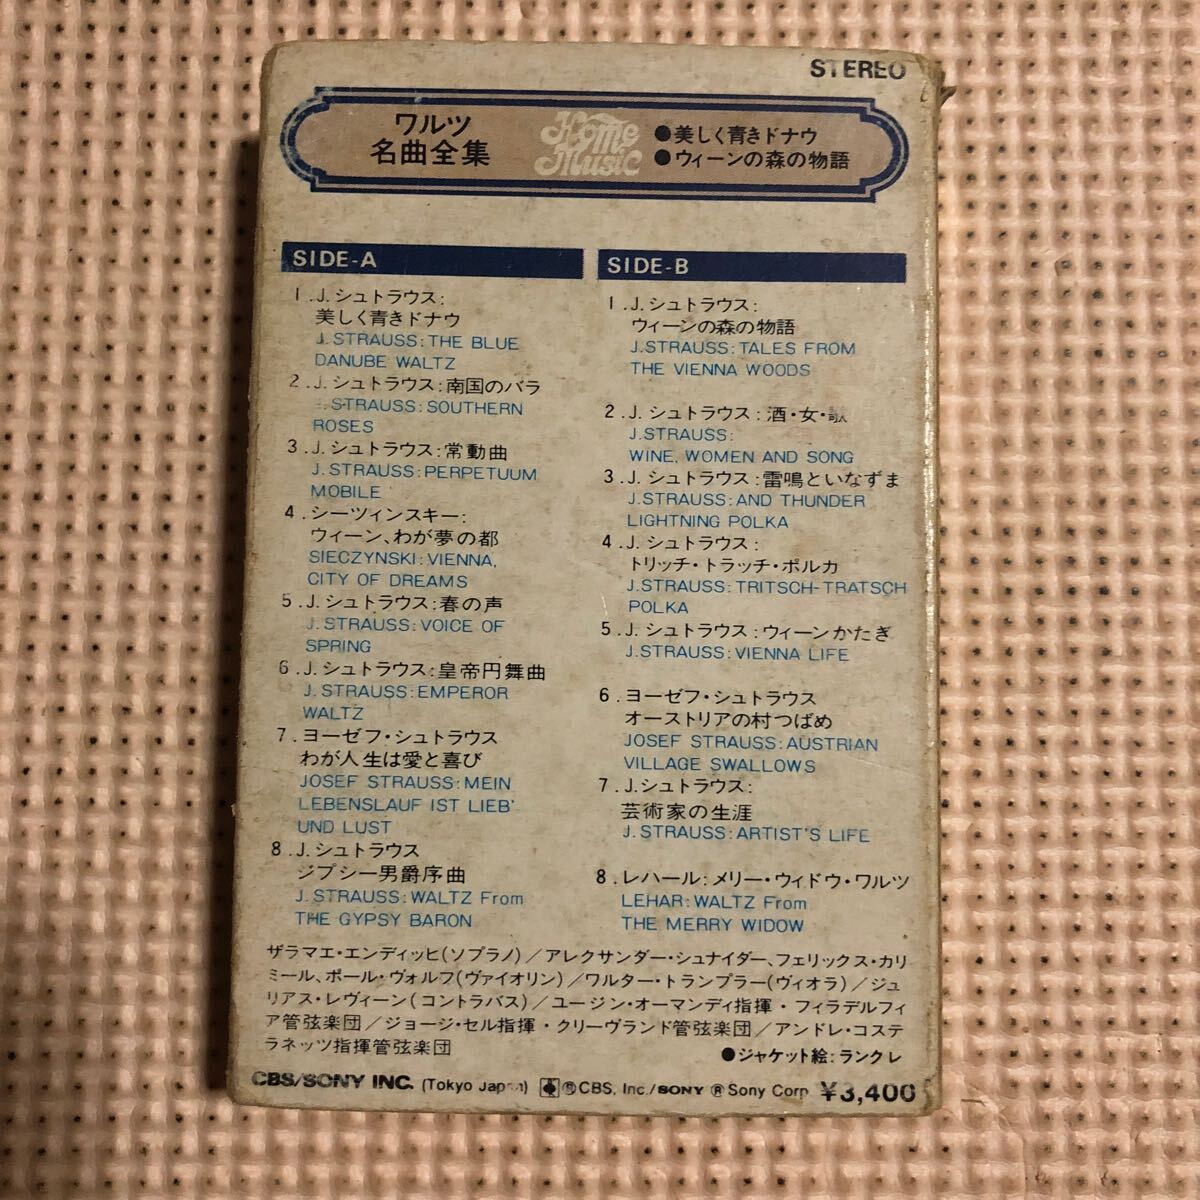 STEREO
ワルツ
名曲全集
Home
Music
●美しく青きドナウ
●ウィーンの森の物語
SIDE-A
1.J.シュトラウス:
美しく青きドナウ
J.STRAUSS:THE BLUE
DANUBE WALTZ
2.J.シュトラウス:南国のバラ
J.STRAUSS:SOUTHERN
ROSES
3.J.シュトラウス:常動曲
J.STRAUSS:PERPETUUM
MOBILE
4.シーツィンスキー:
ウィーン、わが夢の都
SIECZYNSKI:VIENNA,
CITY OF DREAMS
5.J.シュトラウス:春の声
J.STRAUSS:VOICE OF
SPRING
6.J.シュトラウス:皇帝円舞曲
J.STRAUSS:EMPEROR
WALTZ
7.ヨーゼフ・シュトラウス
わが人生は愛と喜び
JOSEF STRAUSS:MEIN
LEBENSLAUF IST LIEB'
UND LUST
8.J.シュトラウス
ジプシー男爵序曲
J.STRAUSS:WALTZ From
THE GYPSY BARON
SIDE-B
1.J.シュトラウス:
ウィーンの森の物語
J.STRAUSS:TALES FROM
THE VIENNA WOODS
2.J.シュトラウス:酒・女・歌
J.STRAUSS:
WINE, WOMEN AND SONG
3.J.シュトラウス:雷鳴といなずま
J.STRAUSS:AND THUNDER
LIGHTNING POLKA
4.J.シュトラウス:
トリッチ・トラッチ・ポルカ
J.STRAUSS:TRITSCH-TRATSCH
POLKA
5.J.シュトラウス:ウィーンかたぎ
J.STRAUSS:VIENNA LIFE
6.ヨーゼフ・シュトラウス
オーストリアの村つばめ
JOSEF STRAUSS:AUSTRIAN
VILLAGE SWALLOWS
7.J.シュトラウス:
芸術家の生涯
J.STRAUSS:ARTIST'S LIFE
8.レハール:メリー・ウィドウ・ワルツ
LEHAR:WALTZ From
THE MERRY WIDOW
ザラマエ・エンディッヒ(ソプラノ)/アレクサンダー・シュナイダー、フェリックス・ガリ
ミール、ポール・ヴォルフ(ヴァイオリン)/ワルター・トランプラー(ヴィオラ)/ジュ
リアス・レヴィーン(コントラバス)/ユージン・オーマンディ指揮・フィラデルフィ
ア管弦楽団/ジョージ・セル指揮・クリーヴランド管弦楽団/アンドレ・コステ
ラネッツ指揮管弦楽団
●ジャケット絵:ランクレ
CBS/SONY INC. (Tokyo Japan) ℗CBS, Inc./SONY ® Sony Corp. ¥3,400